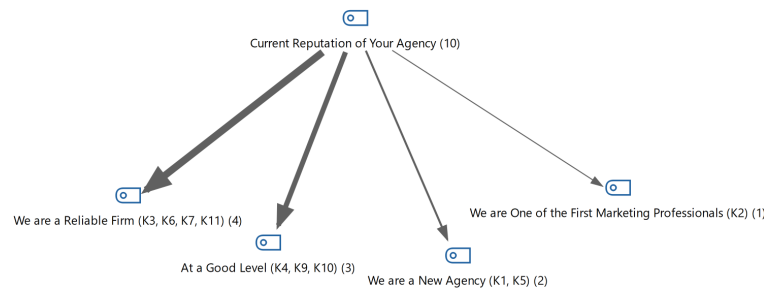 Current Reputation of Your Agency (10)
We are a Reliable Firm (K3, K6, K7, K11) (4)
At a Good Level (K4, K9, K10) (3)
We are a New Agency (K1, K5) (2)
We are One of the First Marketing Professionals (K2) (1)